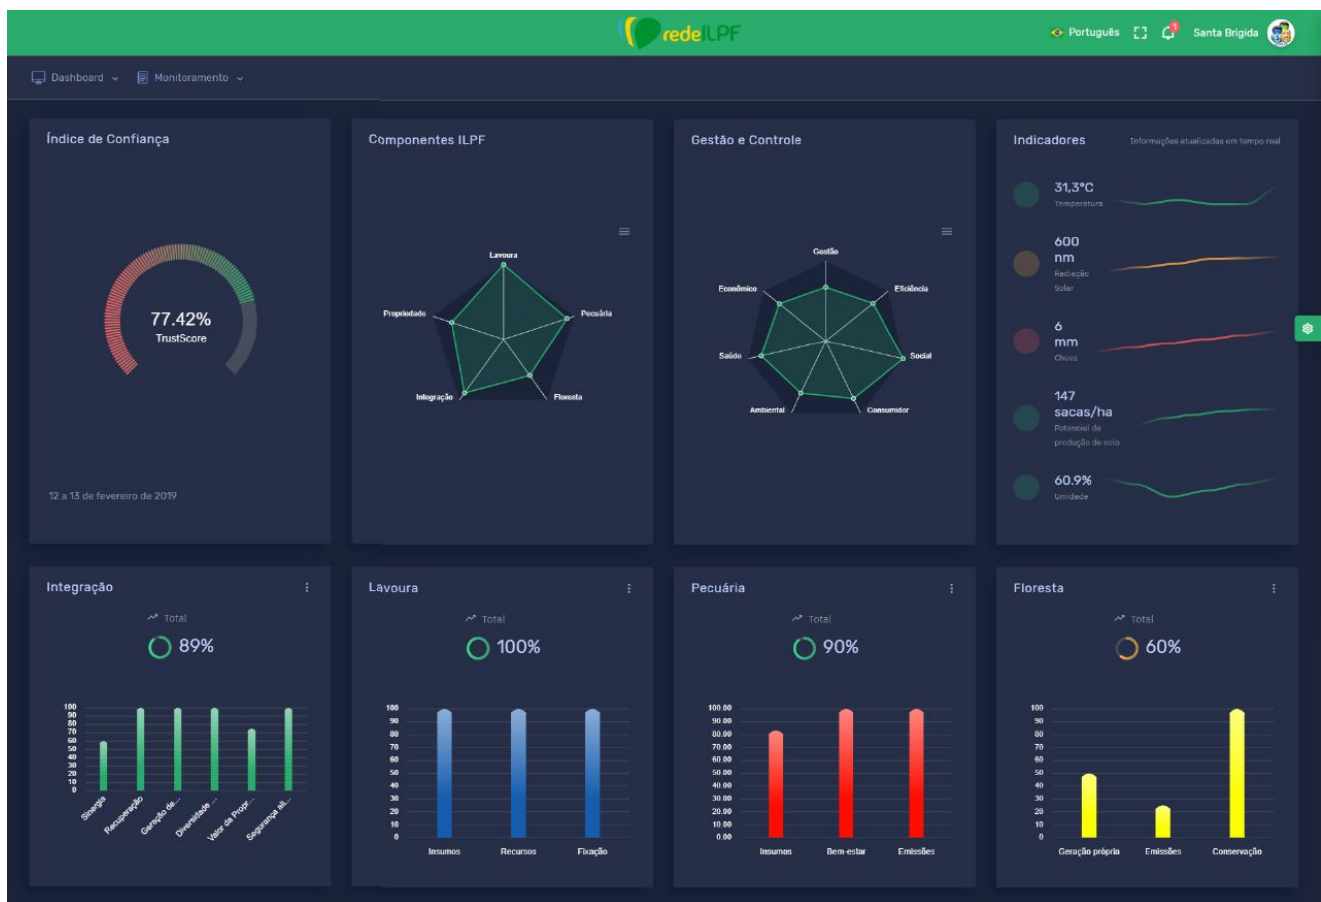 redeILPF
Português
1
Santa Brigida
Dashboard
Monitoramento
Índice de Confiança
77.42%
TrustScore
12 a 13 de fevereiro de 2019
Componentes ILPF
Lavoura
Propriedade
Pecuária
Integração
Floresta
Gestão e Controle
Gestão
Econômico
Eficiência
Saúde
Social
Ambiental
Consumidor
Indicadores
Informações atualizadas em tempo real
31,3°C
Temperatura
600
nm
Radiação
Solar
6
mm
Chuva
147
sacas/ha
Potencial de
produção de solo
60.9%
Umidade
Integração
Total
89%
100
90
80
70
60
50
40
30
20
10
0
Sinergia
Recuperação
Geração de...
Diversidade ...
Valor da Propr...
Segurança ali...
Lavoura
Total
100%
100
90
80
70
60
50
40
30
20
10
0
Insumos
Recursos
Fixação
Pecuária
Total
90%
100.00
90.00
80.00
70.00
60.00
50.00
40.00
30.00
20.00
10.00
0.00
Insumos
Bem-estar
Emissões
Floresta
Total
60%
100
90
80
70
60
50
40
30
20
10
0
Geração própria
Emissões
Conservação